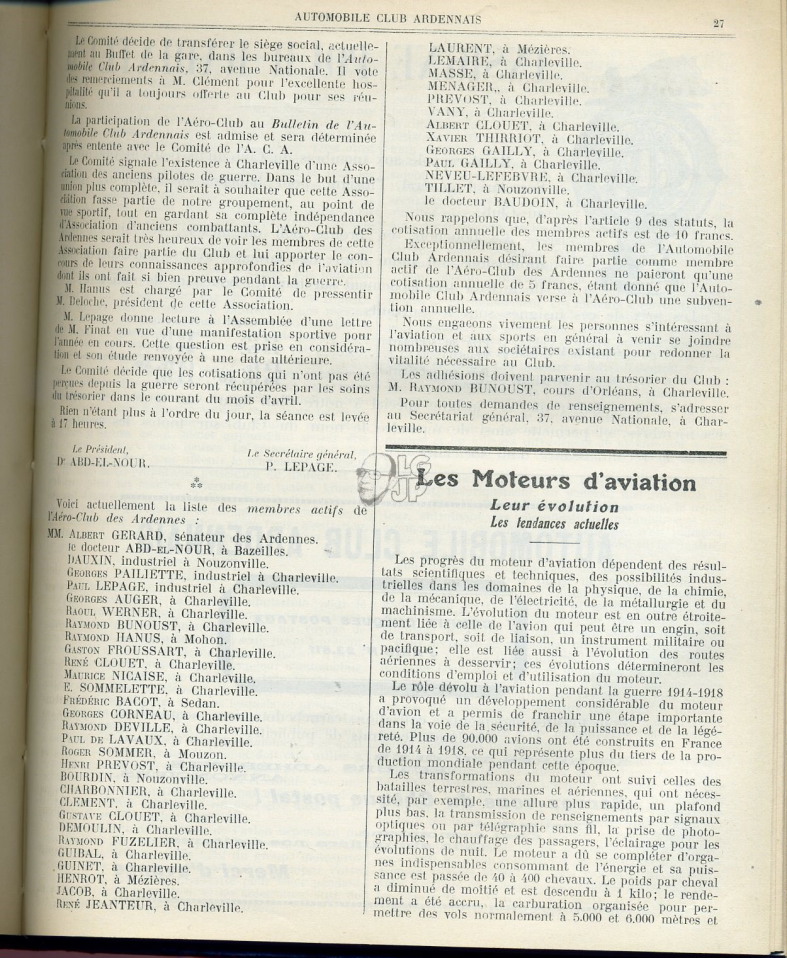 AUTOMOBILE CLUB ARDENNAIS
27
Le Comité décide de transférer le siège social, actuelle-
ment au Buffet de la gare, dans les bureaux de l'Auto-
mobile Club Ardennais, 37, avenue Nationale. Il vote
des remerciements à M. Clément pour l'excellente hos-
pitalité qu'il a toujours offerte au Club pour ses réu-
nions.
La participation de l'Aéro-Club au Bulletin de l'Au-
tomobile Club Ardennais est admise et sera déterminée
après entente avec le Comité de l'A. C. A.
Le Comité signale l'existence à Charleville d'une Asso-
ciation des anciens pilotes de guerre. Dans le but d'une
union plus complète, il serait à souhaiter que cette Asso-
ciation fasse partie de notre groupement, au point de
vue sportif, tout en gardant sa complète indépendance
d'Association d'anciens combattants. L'Aéro-Club des
Ardennes serait très heureux de voir les membres de cette
Association faire partie du Club et lui apporter le con-
cours de leurs connaissances approfondies de l'aviation
dont ils ont fait si bien preuve pendant la guerre.
M. Hanus est chargé par le Comité de pressentir
M. Deloche, président de cette Association.
M. Lepage donne lecture à l'Assemblée d'une lettre
de M. Finat en vue d'une manifestation sportive pour
l'année en cours. Cette question est prise en considéra-
tion et son étude renvoyée à une date ultérieure.
Le Comité décide que les cotisations qui n'ont pas été
perçues depuis la guerre seront récupérées par les soins
du trésorier dans le courant du mois d'avril.
Rien n'étant plus à l'ordre du jour, la séance est levée
à 17 heures.
Le Président,
Dr ABD-EL-NOUR.
Le Secrétaire général,
P. LEPAGE.
***
Voici actuellement la liste des membres actifs de
l'Aéro-Club des Ardennes :
MM. ALBERT GERARD, sénateur des Ardennes.
le docteur ABD-EL-NOUR, à Bazeilles.
DAUXIN, industriel à Nouzonville.
GEORGES PAILIETTE, industriel à Charleville.
PAUL LEPAGE, industriel à Charleville.
GEORGES AUGER, à Charleville.
RAOUL WERNER, à Charleville.
RAYMOND BUNOUST, à Charleville.
RAYMOND HANUS, à Mohon.
GASTON FROUSSART, à Charleville.
RENÉ CLOUET, à Charleville.
MAURICE NICAISE, à Charleville.
E. SOMMELETTE, à Charleville.
FRÉDÉRIC BACOT, à Sedan.
GEORGES CORNEAU, à Charleville.
RAYMOND DEVILLE, à Charleville.
PAUL DE LAVAUX, à Charleville.
ROGER SOMMER, à Mouzon.
HENRI PREVOST, à Charleville.
BOURDIN, à Nouzonville.
CHARBONNIER, à Charleville.
CLEMENT, à Charleville.
GUSTAVE CLOUET, à Charleville.
DEMOULIN, à Charleville.
RAYMOND FUZELIER, à Charleville.
GUIBAL, à Charleville.
GUINET, à Charleville.
HENROT, à Mézières.
JACOB, à Charleville.
RENÉ JEANTEUR, à Charleville.
LAURENT, à Mézières.
LEMAIRE, à Charleville.
MASSE, à Charleville.
MENAGER,, à Charleville.
PREVOST, à Charleville.
VANY, à Charleville.
ALBERT CLOUET, à Charleville.
XAVIER THIRRIOT, à Charleville.
GEORGES GAILLY, à Charleville.
PAUL GAILLY, à Charleville.
NEVEU-LEFEBVRE, à Charleville.
TILLET, à Nouzonville.
le docteur BAUDOIN, à Charleville.
Nous rappelons que, d'après l'article 9 des statuts, la
cotisation annuelle des membres actifs est de 10 francs.
Exceptionnellement, les membres de l'Automobile
Club Ardennais désirant faire partie comme membre
actif de l'Aéro-Club des Ardennes ne paieront qu'une
cotisation annuelle de 5 francs, étant donné que l'Auto-
mobile Club Ardennais verse à l'Aéro-Club une subven-
tion annuelle.
Nous engageons vivement les personnes s'intéressant à
l'aviation et aux sports en général à venir se joindre
nombreuses aux sociétaires existant pour redonner la
vitalité nécessaire au Club.
Les adhésions doivent parvenir au trésorier du Club :
M. RAYMOND BUNOUST, cours d'Orléans, à Charleville.
Pour toutes demandes de renseignements, s'adresser
au Secrétariat général, 37, avenue Nationale, à Char-
leville.
LG
JP
Les Moteurs d'aviation
Leur évolution
Les tendances actuelles
Les progrès du moteur d'aviation dépendent des résul-
tats scientifiques et techniques, des possibilités indus-
trielles dans les domaines de la physique, de la chimie,
de la mécanique, de l'électricité, de la métallurgie et du
machinisme. L'évolution du moteur est en outre étroite-
ment liée à celle de l'avion qui peut être un engin, soit
de transport, soit de liaison, un instrument militaire ou
pacifique; elle est liée aussi à l'évolution des routes
aériennes à desservir; ces évolutions détermineront les
conditions d'emploi et d'utilisation du moteur.
Le rôle dévolu à l'aviation pendant la guerre 1914-1918
a provoqué un développement considérable du moteur
d'avion et a permis de franchir une étape importante
dans la voie de la sécurité, de la puissance et de la légè-
reté. Plus de 90.000 avions ont été construits en France
de 1914 à 1918, ce qui représente plus du tiers de la pro-
duction mondiale pendant cette époque.
Les transformations du moteur ont suivi celles des
batailles terrestres, marines et aériennes, qui ont néces-
sité, par exemple, une allure plus rapide, un plafond
plus bas, la transmission de renseignements par signaux
optiques ou par télégraphie sans fil, la prise de photo-
graphies, le chauffage des passagers, l'éclairage pour les
évolutions de nuit. Le moteur a dû se compléter d'orga-
nes indispensables consommant de l'énergie et sa puis-
sance est passée de 40 à 400 chevaux. Le poids par cheval
a diminué de moitié et est descendu à 1 kilo; le rende-
ment a été accru, la carburation organisée pour per-
mettre des vols normalement à 5.000 et 6.000 mètres et